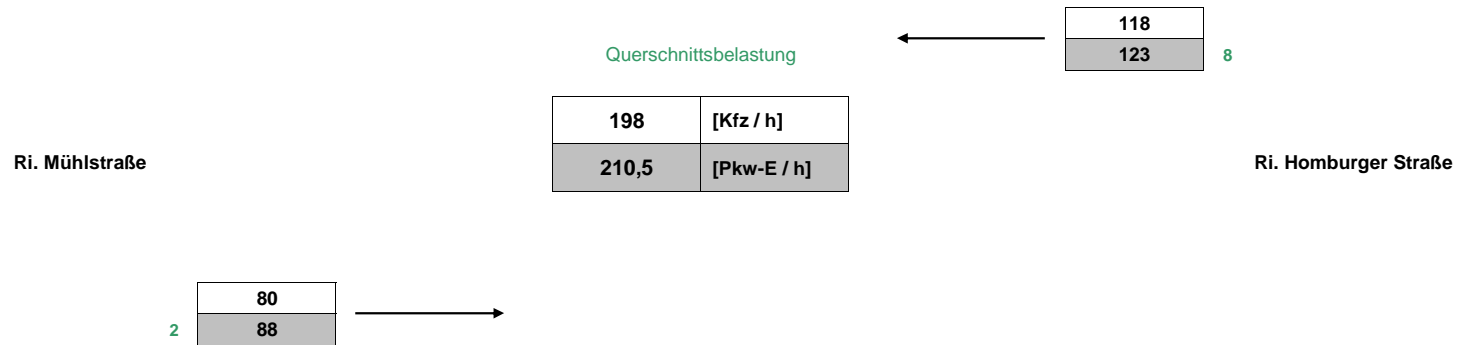 118
Querschnittsbelastung
123 8
198 [Kfz / h]
Ri. Mühlstraße 210,5 [Pkw-E / h] Ri. Homburger Straße
80
2 88